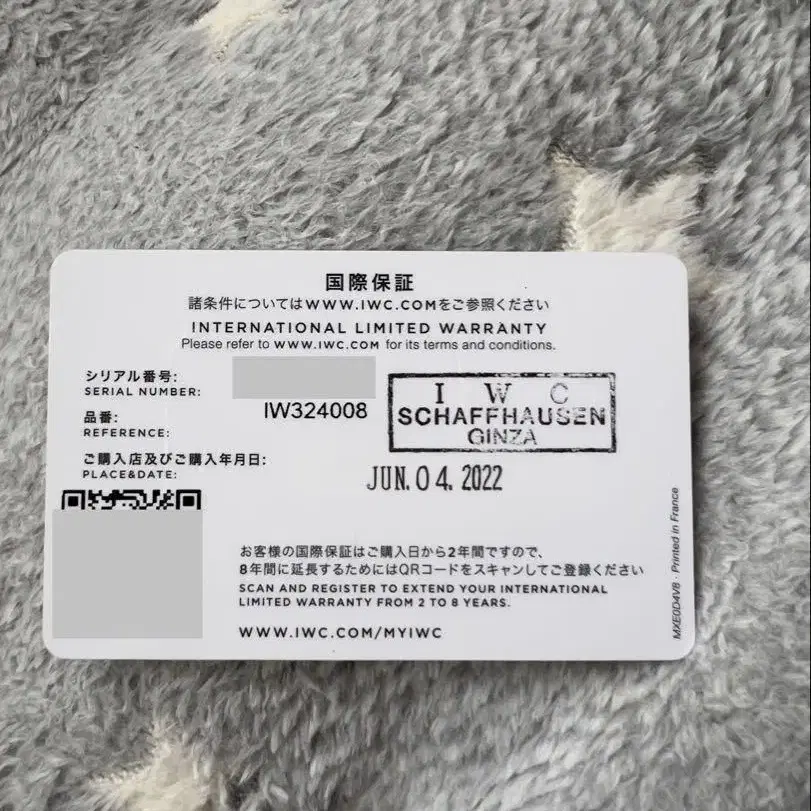 国際保証
諸条件についてはWWW.IWC.COMをご参照ください
INTERNATIONAL LIMITED WARRANTY
Please refer to WWW.IWC.COM for its terms and conditions.
シリアル番号:
SERIAL NUMBER:
品番:
REFERENCE:
IW324008
I W C
SCHAFFHAUSEN
GINZA
ご購入店及びご購入年月日:
PLACE&DATE:
JUN. 04. 2022
お客様の国際保証はご購入日から2年間ですので、
8年間に延長するためにはQRコードをスキャンしてご登録ください
SCAN AND REGISTER TO EXTEND YOUR INTERNATIONAL
LIMITED WARRANTY FROM 2 TO 8 YEARS.
WWW.IWC.COM/MYIWC
MXE0D4V8 · Printed in France